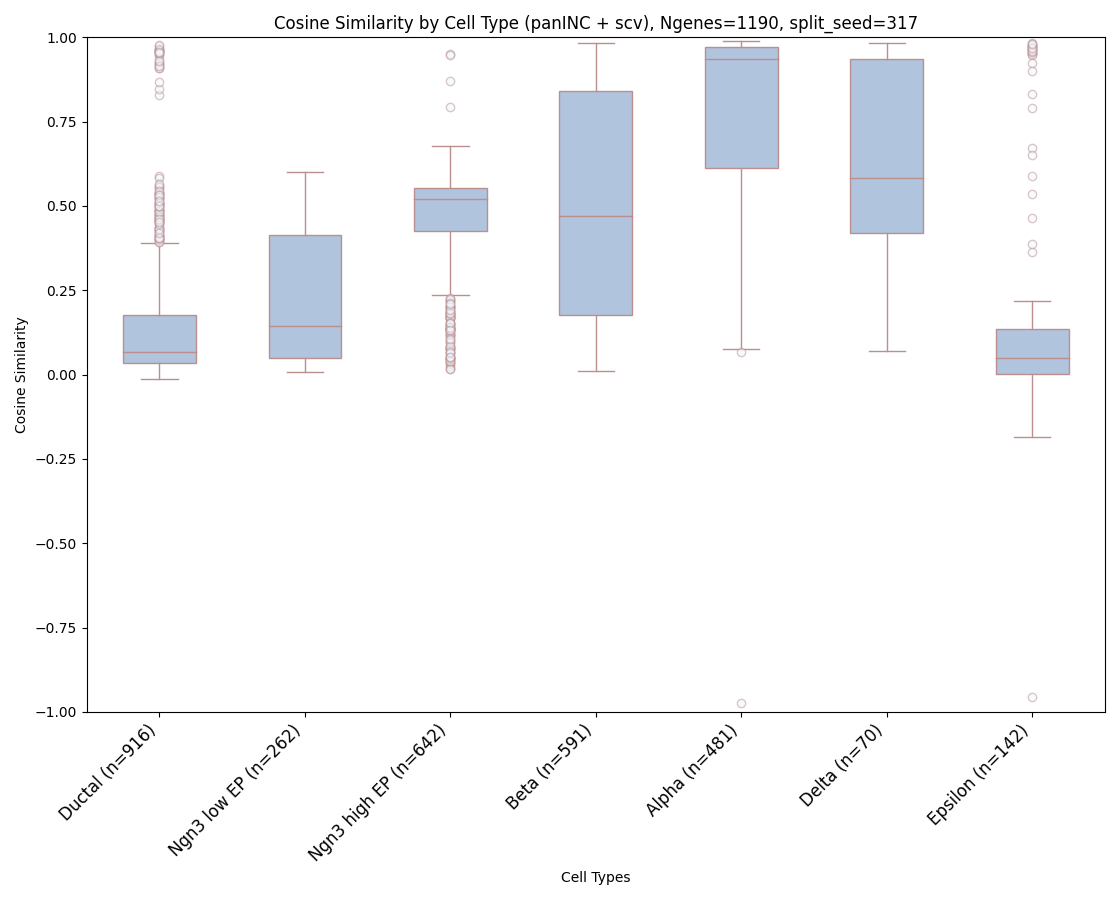 Cosine Similarity by Cell Type (panINC + scv), Ngenes=1190, split_seed=317
Cosine Similarity
1.00
0.75
0.50
0.25
0.00
−0.25
−0.50
−0.75
−1.00
Ductal (n=916)
Ngn3 low EP (n=262)
Ngn3 high EP (n=642)
Beta (n=591)
Alpha (n=481)
Delta (n=70)
Epsilon (n=142)
Cell Types